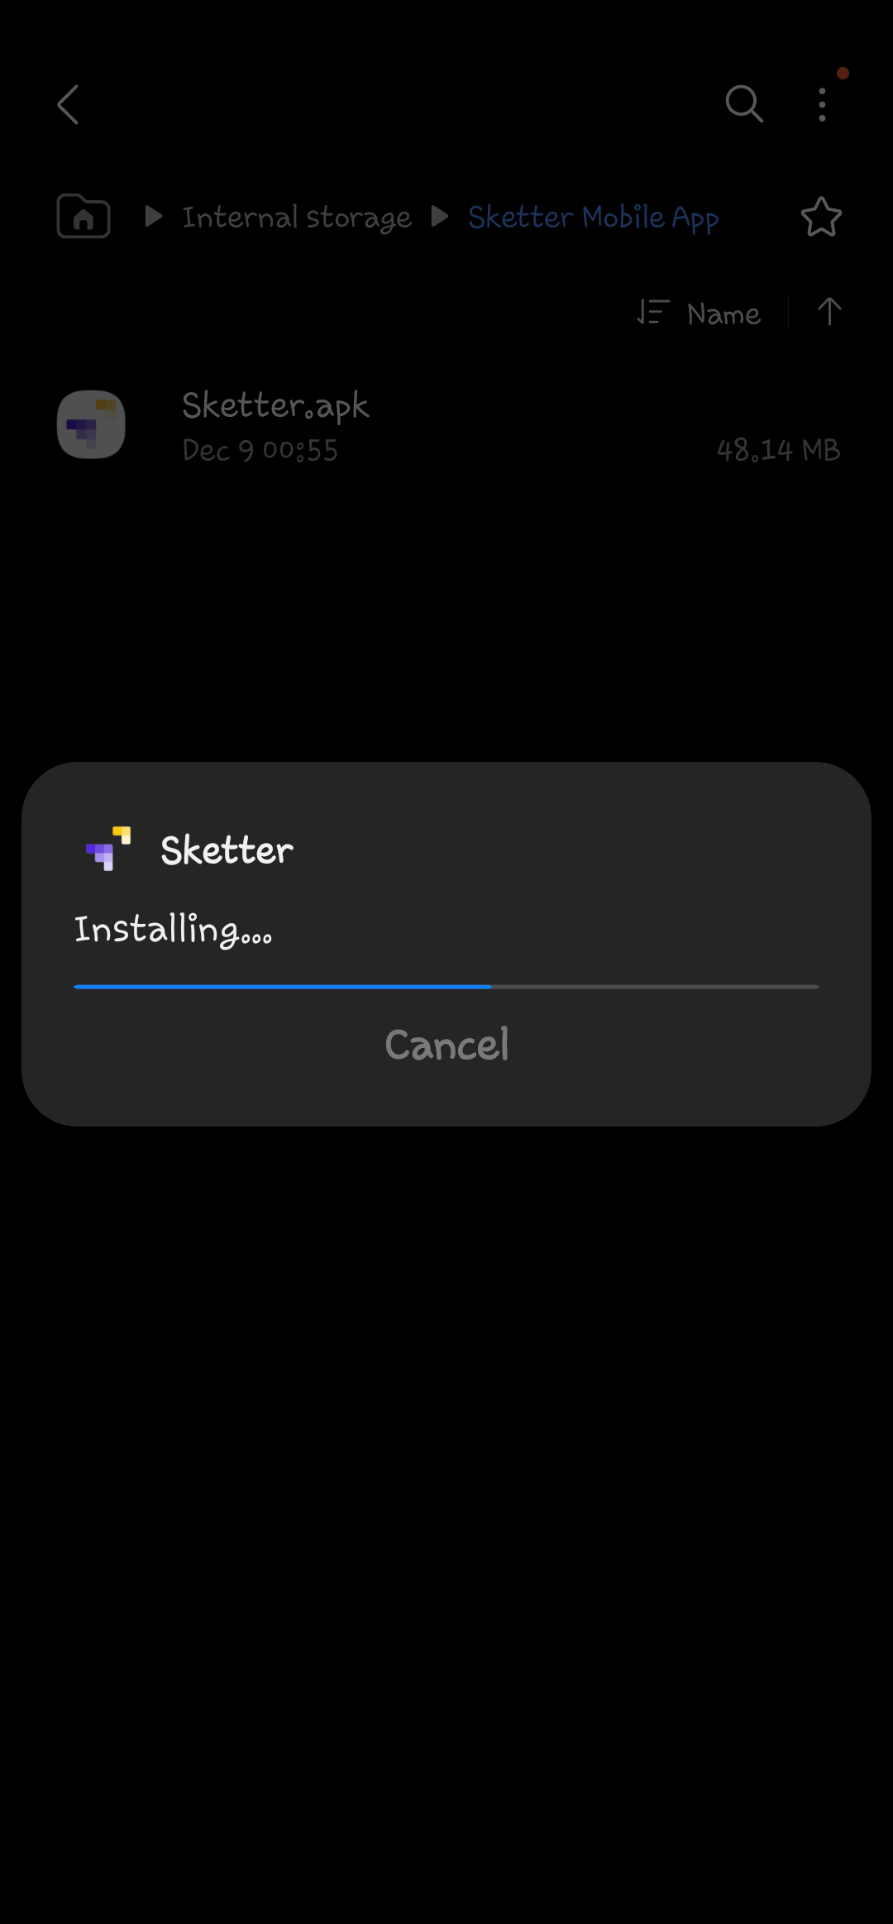 Internal storage Sketter Mobile App
Name
Sketter.apk
Dec 9 00:55 48.14 MB
Sketter
Installing...
Cancel